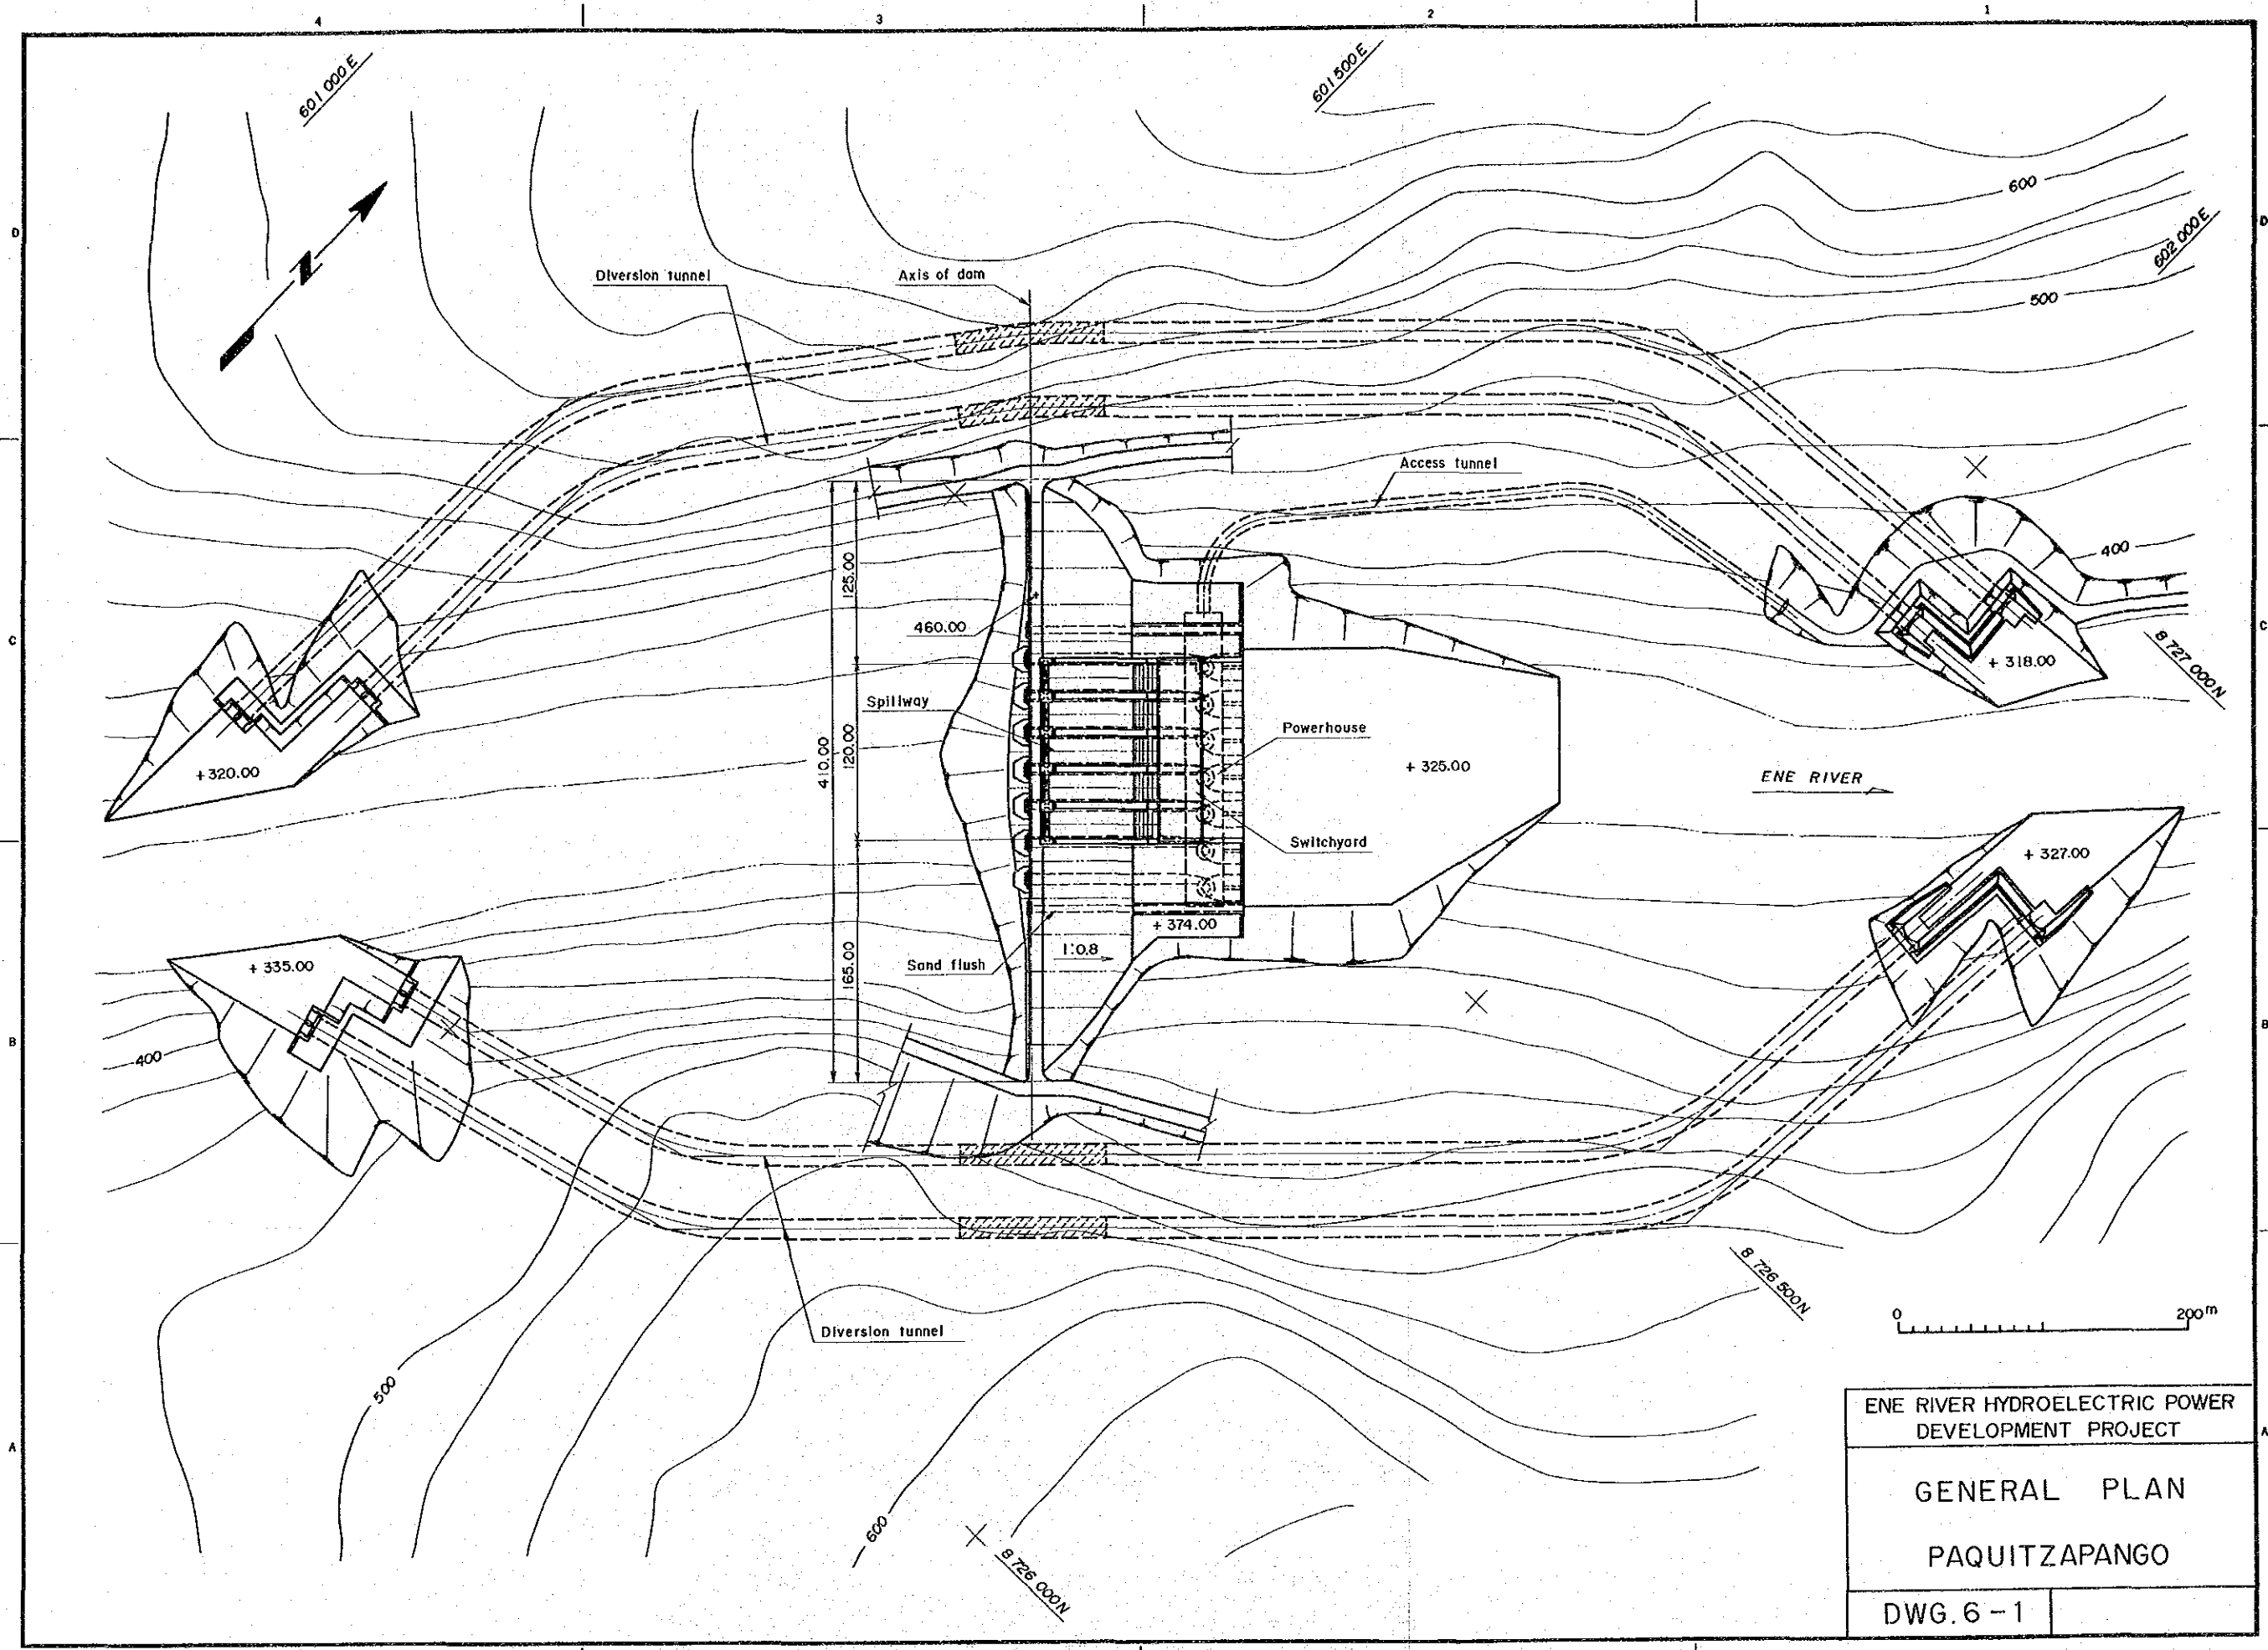 4
3
2
1
601 000 E
601 500 E
600
D
D
602 000 E
N
Diversion tunnel
Axis of dam
500
Access tunnel
400
125.00
C
460.00
C
+ 318.00
8 727 000 N
Spillway
Powerhouse
410.00
120.00
+ 320.00
+ 325.00
ENE RIVER
Switchyard
+ 327.00
+ 374.00
165.00
1:0.8
Sand flush
+ 335.00
B
B
400
8 726 500 N
0 200m
Diversion tunnel
500
ENE RIVER HYDROELECTRIC POWER
DEVELOPMENT PROJECT
A
A
GENERAL PLAN
600
8 726 000 N
PAQUITZAPANGO
DWG. 6-1